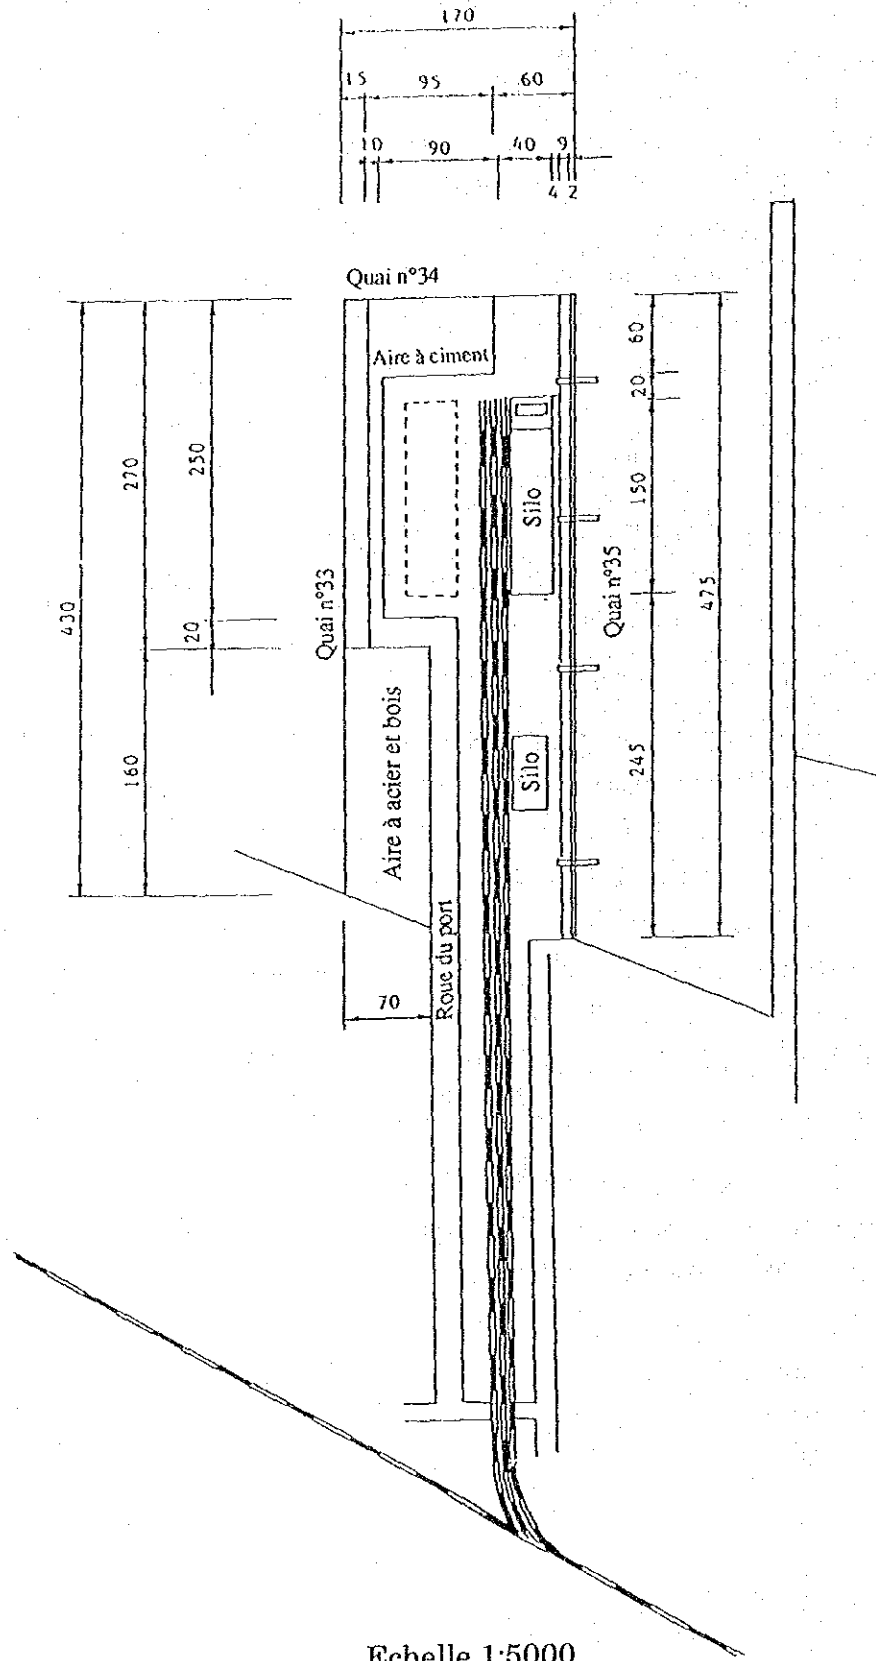 170
15 95 60
10 90 40 9
4 2
Quai n°34
Aire à ciment
60
20
250
270
150
Silo
Quai n°33
Quai n°35
475
430
20
Aire à acier et bois
160
245
Silo
Roue du port
70
Echelle 1:5000